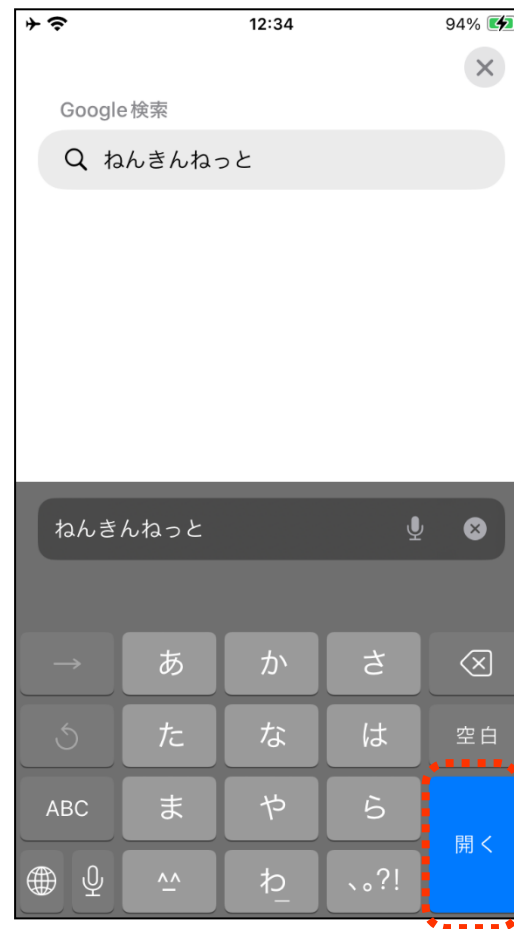 12:34 94%
Google検索
ねんきんねっと
ねんきんねっと
→ あ か さ
た な は 空白
ABC ま や ら 開く
^^ わ_ 、。?!